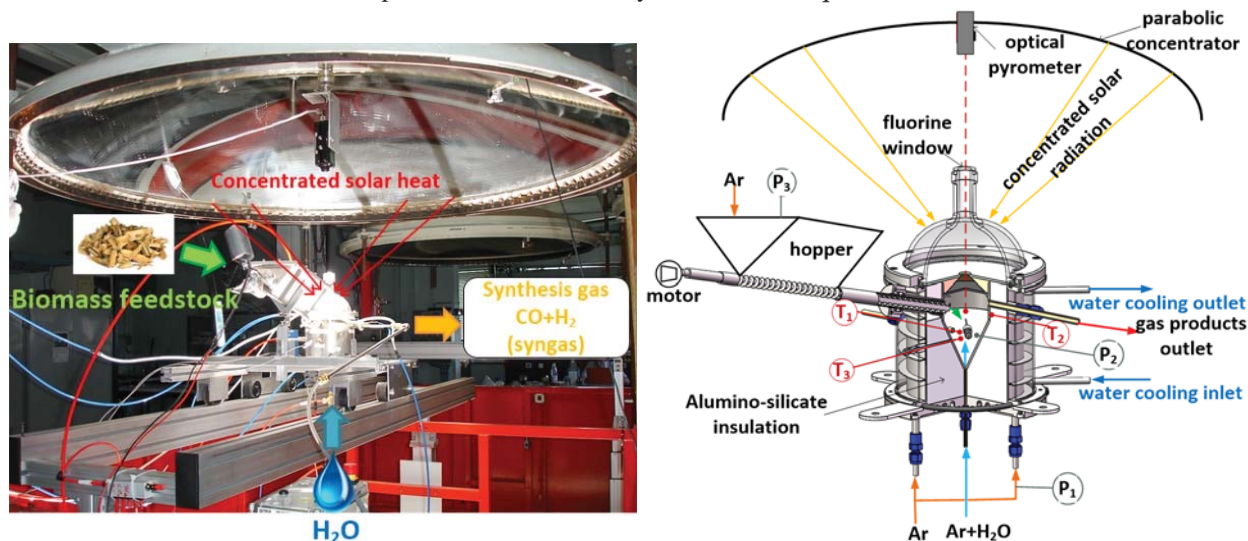 Concentrated solar heat
Biomass feedstock
Synthesis gas
CO+H₂
(syngas)
H₂O
optical
pyrometer
parabolic
concentrator
fluorine
window
concentrated solar
radiation
Ar
P₃
hopper
motor
T₁
T₂
T₃
P₂
water cooling outlet
gas products
outlet
water cooling inlet
Alumino-silicate
insulation
P₁
Ar
Ar+H₂O